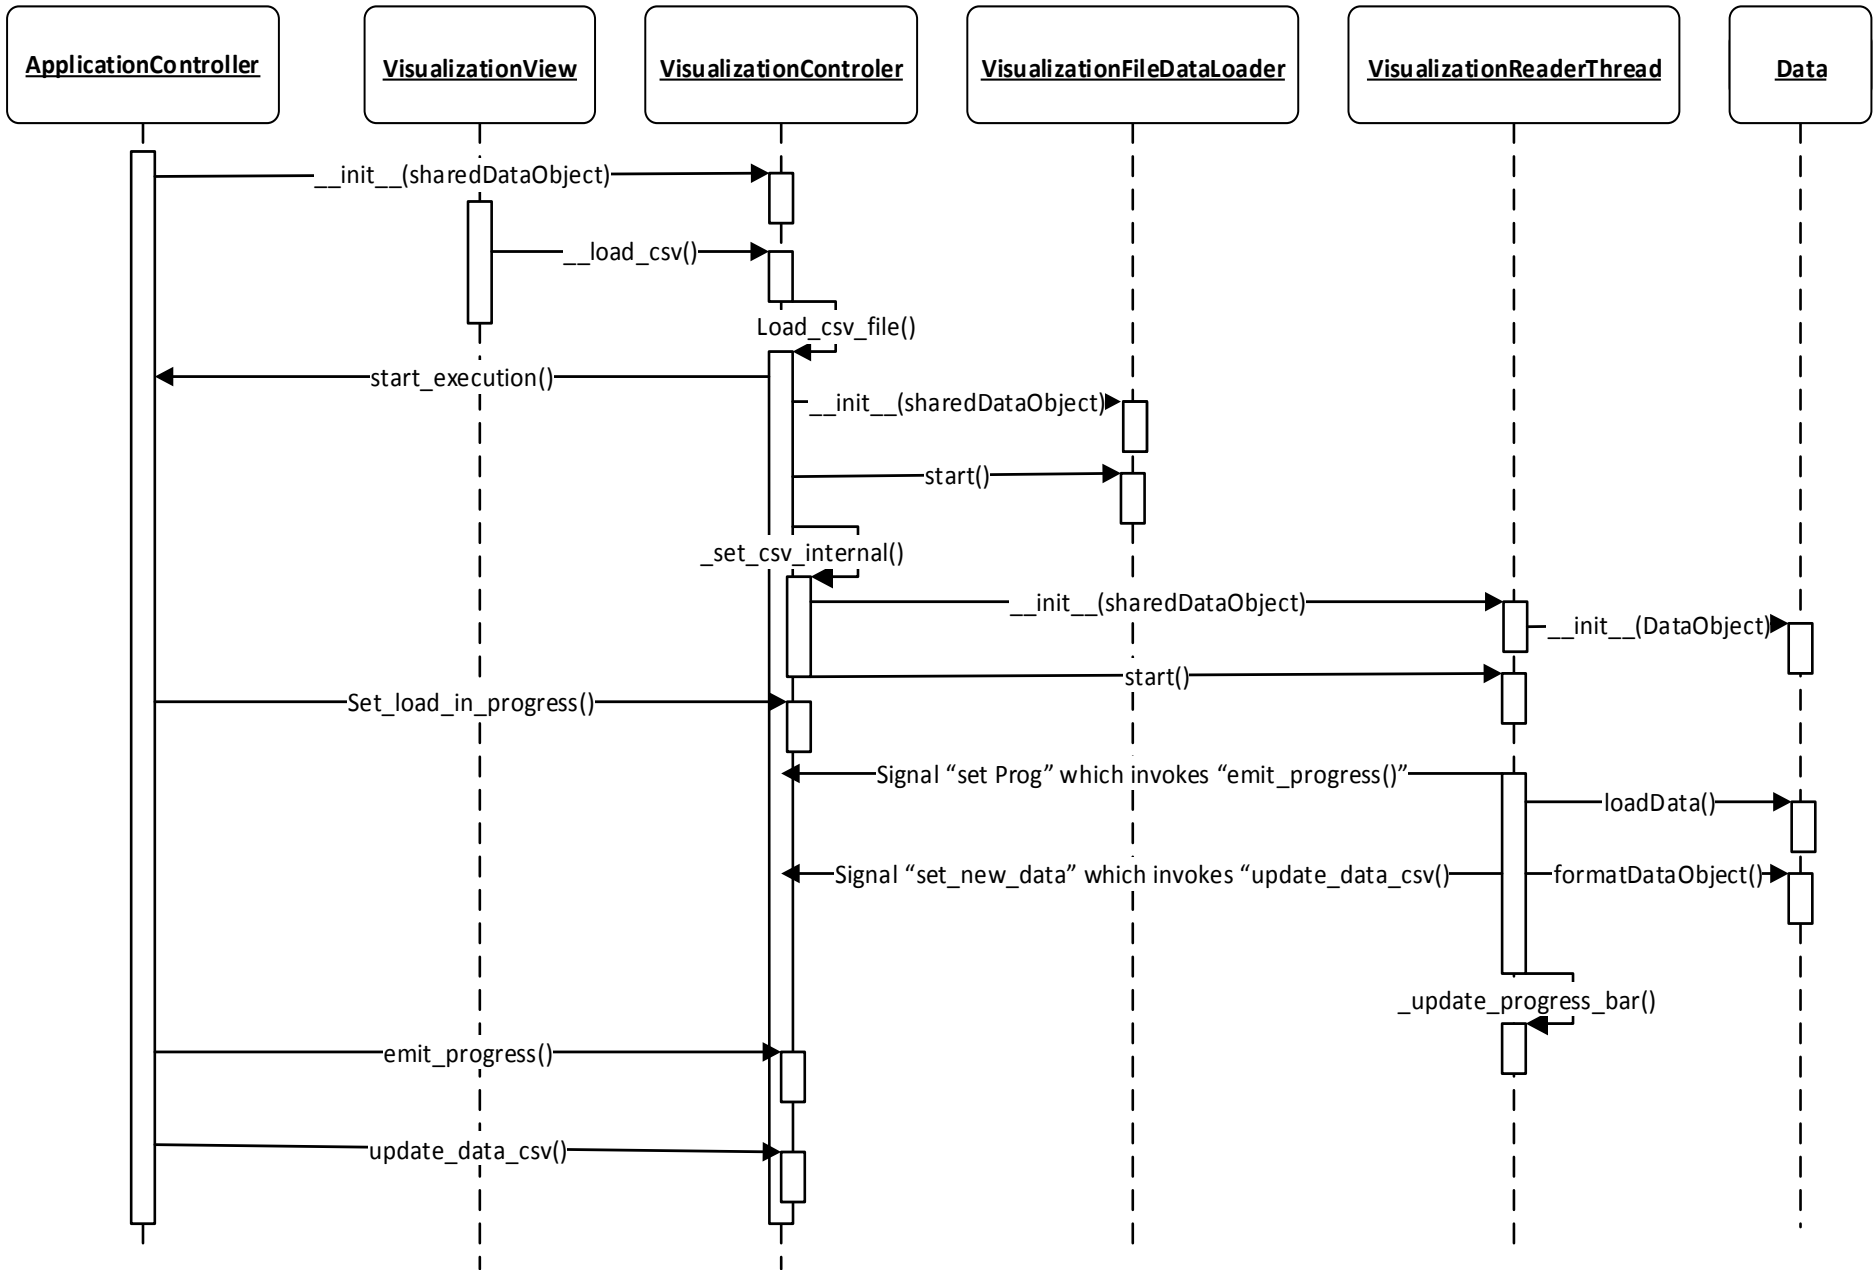 ApplicationController
VisualizationView
VisualizationControler
VisualizationFileDataLoader
VisualizationReaderThread
Data
__init__(sharedDataObject)
__load_csv()
Load_csv_file()
start_execution()
__init__(sharedDataObject)
start()
_set_csv_internal()
__init__(sharedDataObject)
__init__(DataObject)
start()
Set_load_in_progress()
Signal “set Prog” which invokes “emit_progress()”
loadData()
Signal “set_new_data” which invokes “update_data_csv()
formatDataObject()
_update_progress_bar()
emit_progress()
update_data_csv()